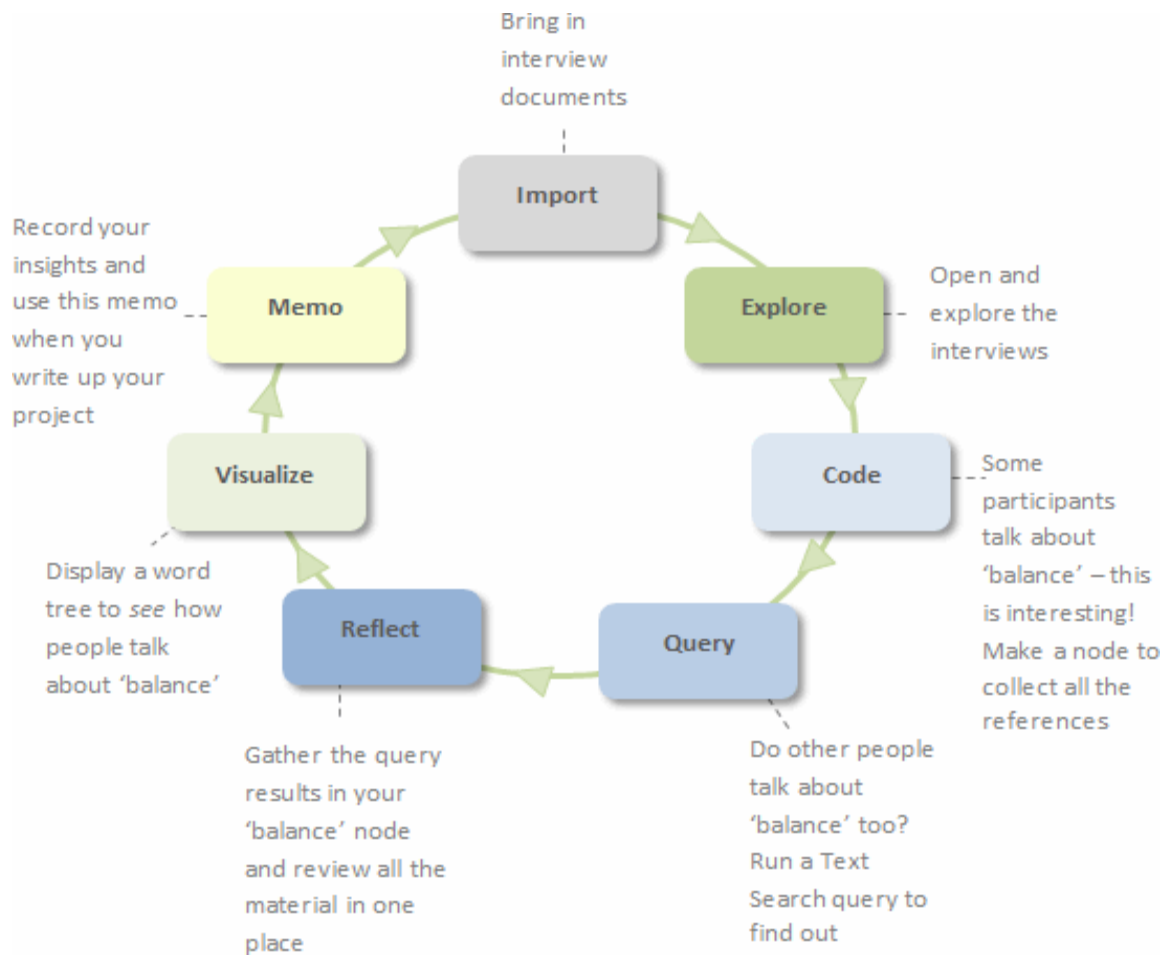 Bring in
interview
documents
Import
Explore
Open and
explore the
interviews
Code
Some
participants
talk about
‘balance’ – this
is interesting!
Make a node to
collect all the
references
Query
Do other people
talk about
‘balance’ too?
Run a Text
Search query to
find out
Reflect
Gather the query
results in your
‘balance’ node
and review all the
material in one
place
Visualize
Display a word
tree to see how
people talk
about ‘balance’
Memo
Record your
insights and
use this memo
when you
write up your
project